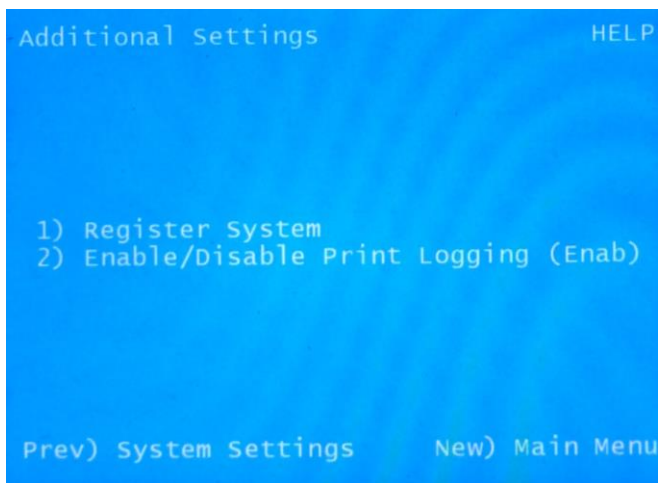 Additional Settings HELP
1) Register System
2) Enable/Disable Print Logging (Enab)
Prev) System Settings New) Main Menu